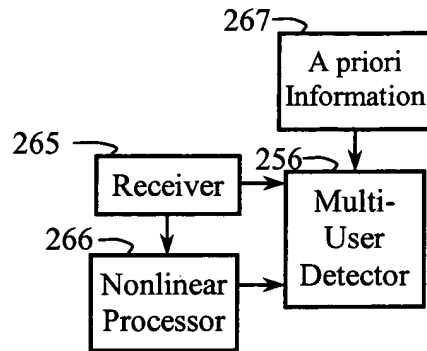 267
A priori
Information
265
Receiver
256
Multi-
User
Detector
266
Nonlinear
Processor